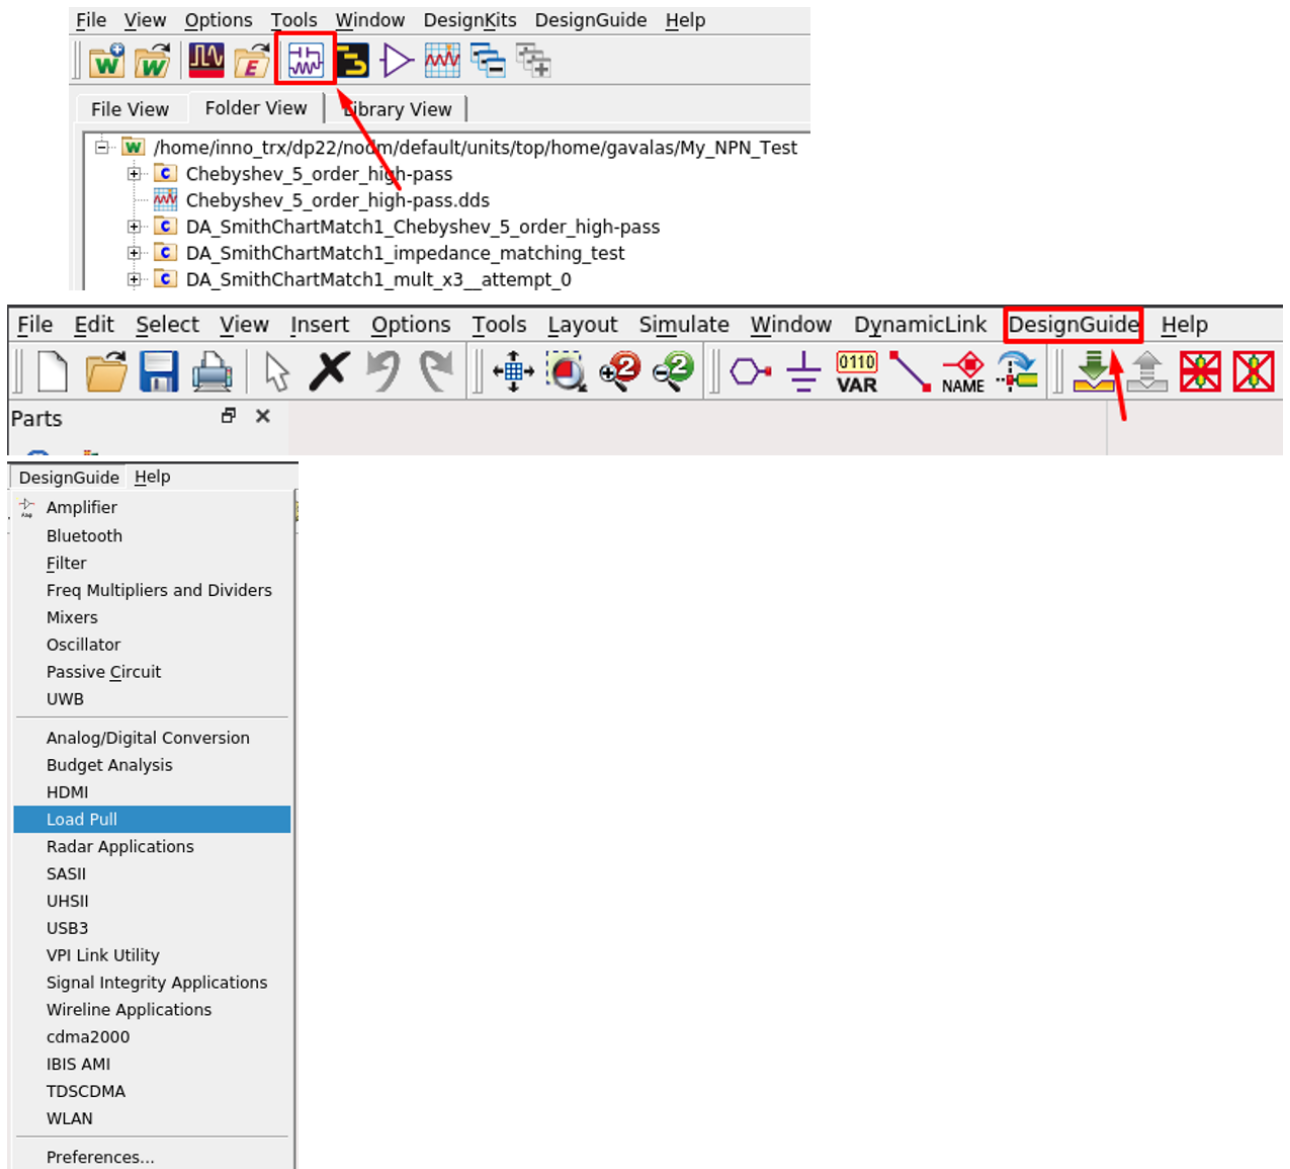 File View Options Tools Window DesignKits DesignGuide Help
W W E
File View Folder View Library View
W /home/inno_trx/dp22/nodm/default/units/top/home/gavalas/My_NPN_Test
C Chebyshev_5_order_high-pass
Chebyshev_5_order_high-pass.dds
C DA_SmithChartMatch1_Chebyshev_5_order_high-pass
C DA_SmithChartMatch1_impedance_matching_test
C DA_SmithChartMatch1_mult_x3__attempt_0
File Edit Select View Insert Options Tools Layout Simulate Window DynamicLink DesignGuide Help
2 2 0110 VAR NAME
Parts
DesignGuide Help
Amplifier
Bluetooth
Filter
Freq Multipliers and Dividers
Mixers
Oscillator
Passive Circuit
UWB
Analog/Digital Conversion
Budget Analysis
HDMI
Load Pull
Radar Applications
SASII
UHSII
USB3
VPI Link Utility
Signal Integrity Applications
Wireline Applications
cdma2000
IBIS AMI
TDSCDMA
WLAN
Preferences...